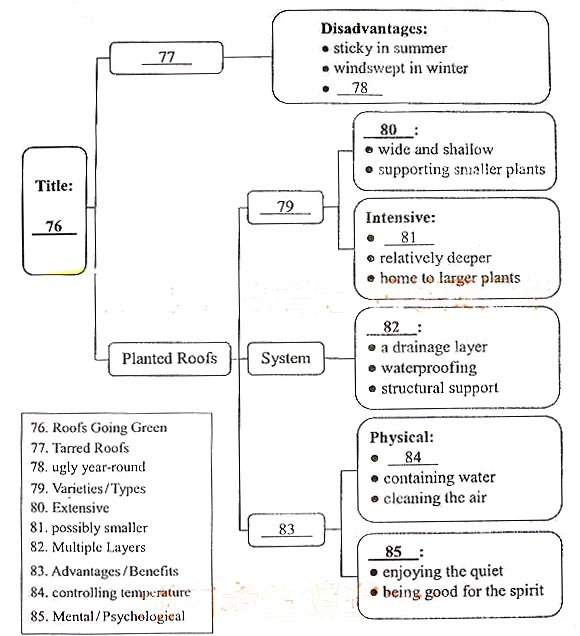 77
Disadvantages:
• sticky in summer
• windswept in winter
• 78
Title:
76
80 :
• wide and shallow
• supporting smaller plants
79
Intensive:
• 81
• relatively deeper
• home to larger plants
Planted Roofs
System
82 :
• a drainage layer
• waterproofing
• structural support
83
Physical:
• 84
• containing water
• cleaning the air
85 :
• enjoying the quiet
• being good for the spirit
76. Roofs Going Green
77. Tarred Roofs
78. ugly year-round
79. Varieties/Types
80. Extensive
81. possibly smaller
82. Multiple Layers
83. Advantages/Benefits
84. controlling temperature
85. Mental/Psychological